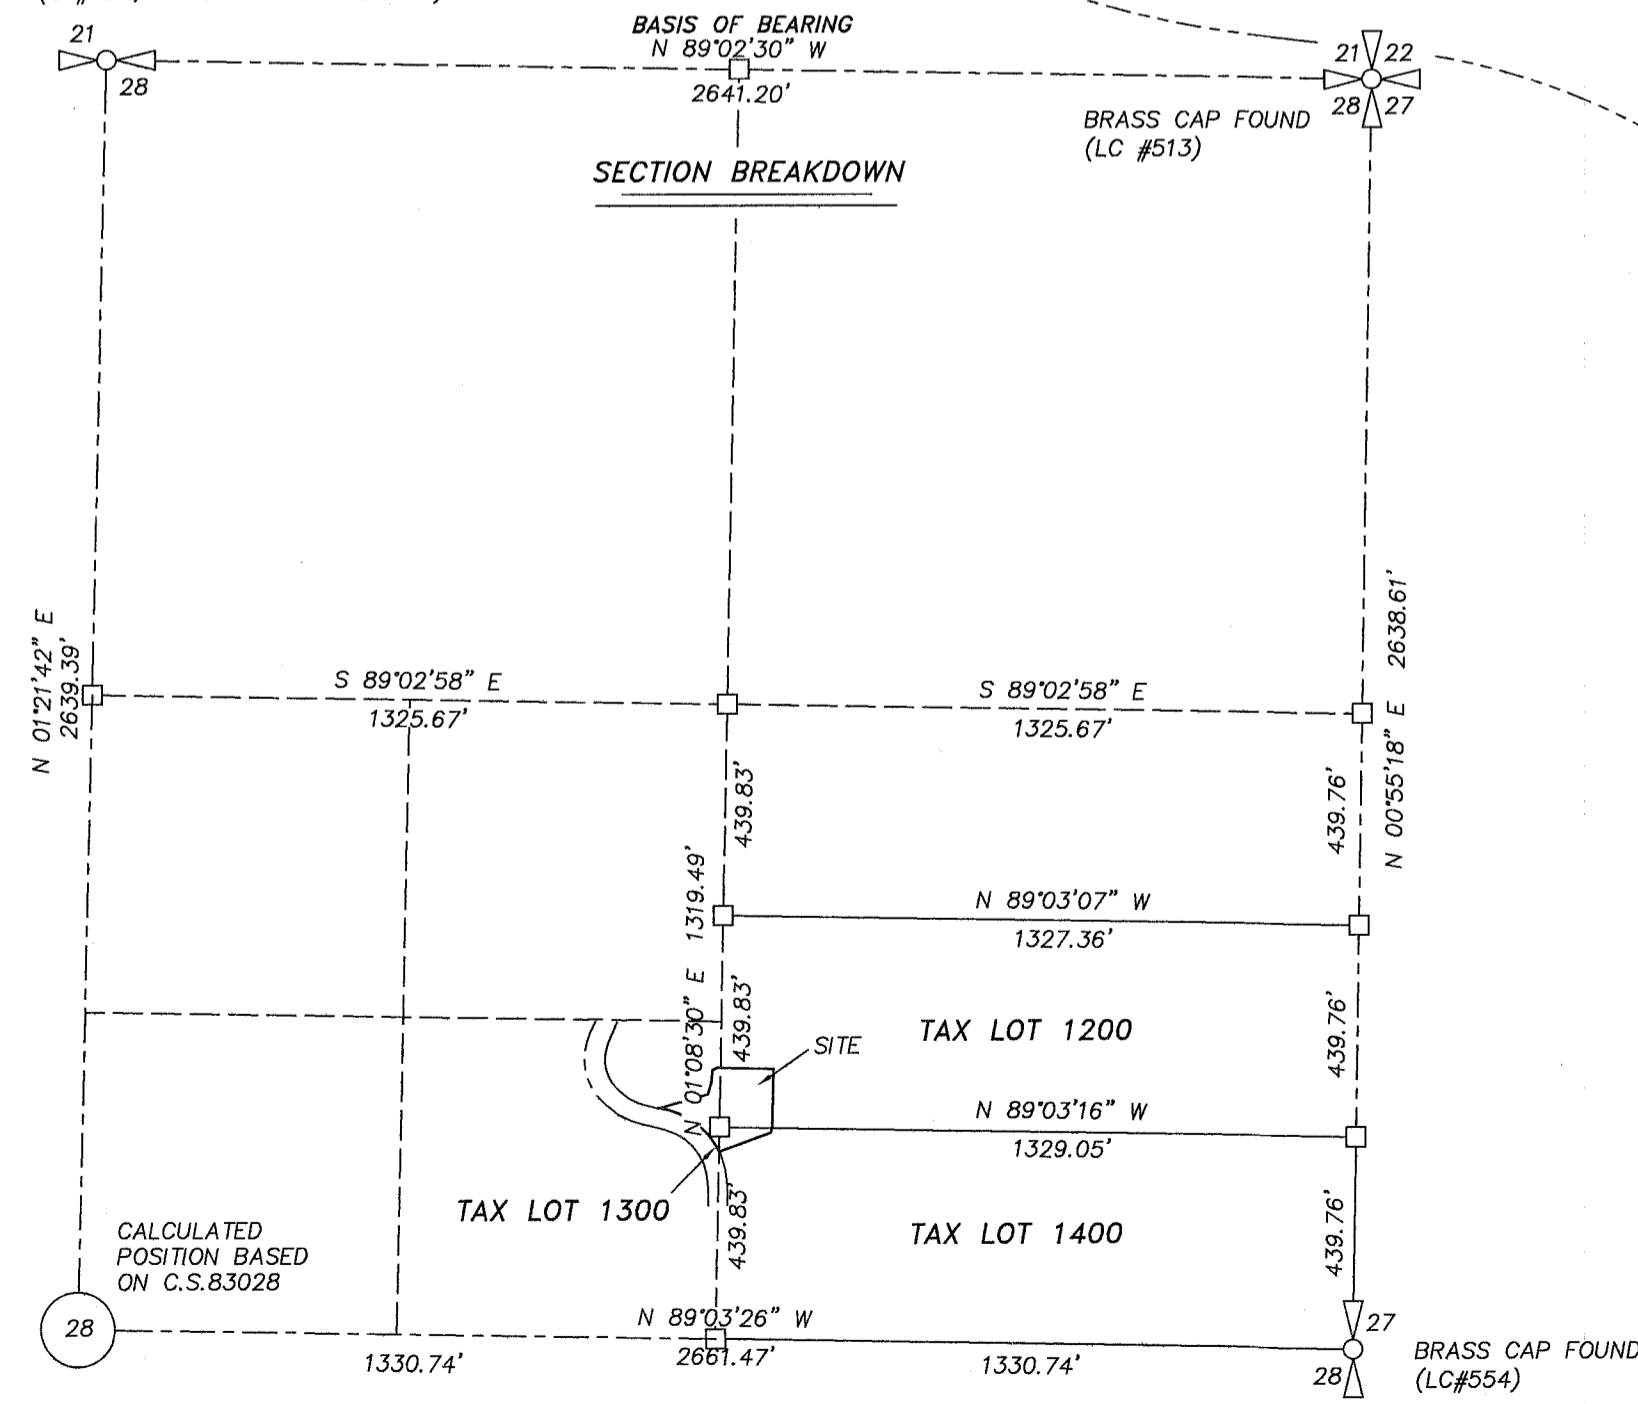 BASIS OF BEARING
N 89°02'30" W
2641.20'
21
28
21
22
28
27
BRASS CAP FOUND
(LC #513)
SECTION BREAKDOWN
N 01°21'42" E
2639.39'
S 89°02'58" E
1325.67'
S 89°02'58" E
1325.67'
N 00°55'18" E 2638.61'
439.83'
439.76'
N 01°08'30" E 1319.49'
N 89°03'07" W
1327.36'
439.83'
439.76'
TAX LOT 1200
SITE
N 89°03'16" W
1329.05'
TAX LOT 1300
439.83'
TAX LOT 1400
439.76'
CALCULATED
POSITION BASED
ON C.S.83028
28
N 89°03'26" W
2661.47'
1330.74'
1330.74'
27
28
BRASS CAP FOUND
(LC#554)